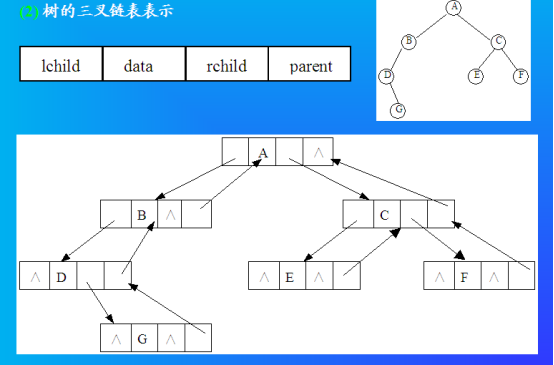 (2) 树的三叉链表表示
lchild data rchild parent
A
B C
D E F
G
A ∧
B ∧ C
∧ D ∧ E ∧ ∧ F ∧
∧ G ∧